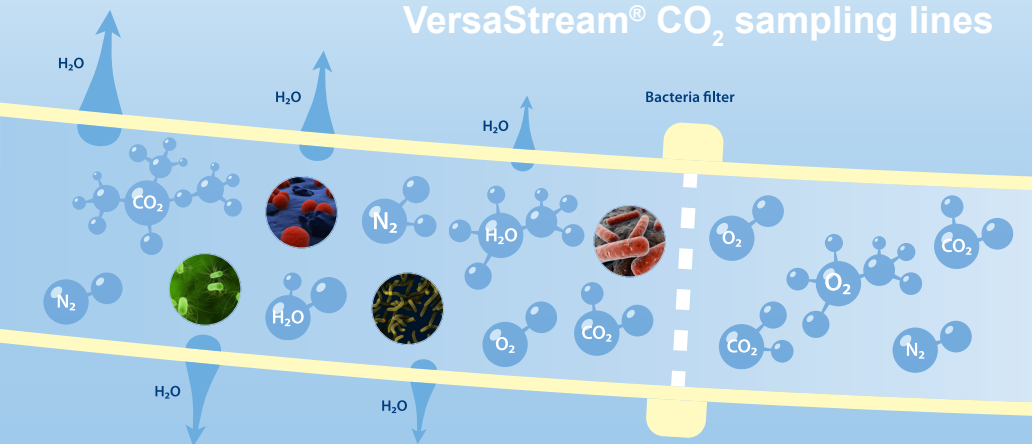 VersaStream® CO₂ sampling lines
H₂O
H₂O
Bacteria filter
H₂O
CO₂
N₂
H₂O
O₂
CO₂
O₂
N₂
H₂O
CO₂
O₂
CO₂
N₂
H₂O
H₂O